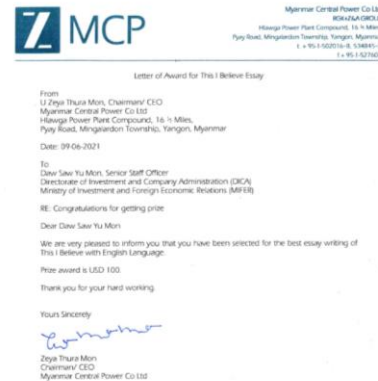 Z MCP
Myanmar Central Power Co Ltd
Hlawga Power Plant Compound, 16 ½ Miles
Pyay Road, Mingalardon Township, Yangon, Myanmar
Letter of Award for This I Believe Essay
From
U Zeya Thura Mon, Chairman/ CEO
Myanmar Central Power Co Ltd
Hlawga Power Plant Compound, 16 ½ Miles,
Pyay Road, Mingalardon Township, Yangon, Myanmar
Date: 09-06-2021
To
Daw Saw Yu Mon, Senior Staff Officer
Directorate of Investment and Company Administration (DICA)
Ministry of Investment and Foreign Economic Relations (MIFER)
RE: Congratulations for getting prize
Dear Daw Saw Yu Mon
We are very pleased to inform you that you have been selected for the best essay writing of
This I Believe with English Language.
Prize award is USD 100.
Thank you for your hard working.
Yours Sincerely
Zeya Thura Mon
Chairman/ CEO
Myanmar Central Power Co Ltd